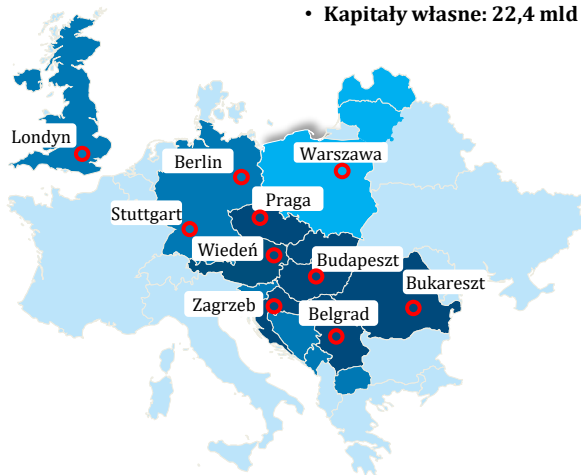 • Kapitały własne: 22,4 mld
Londyn
Berlin
Warszawa
Praga
Stuttgart
Wiedeń
Budapeszt
Bukareszt
Zagrzeb
Belgrad